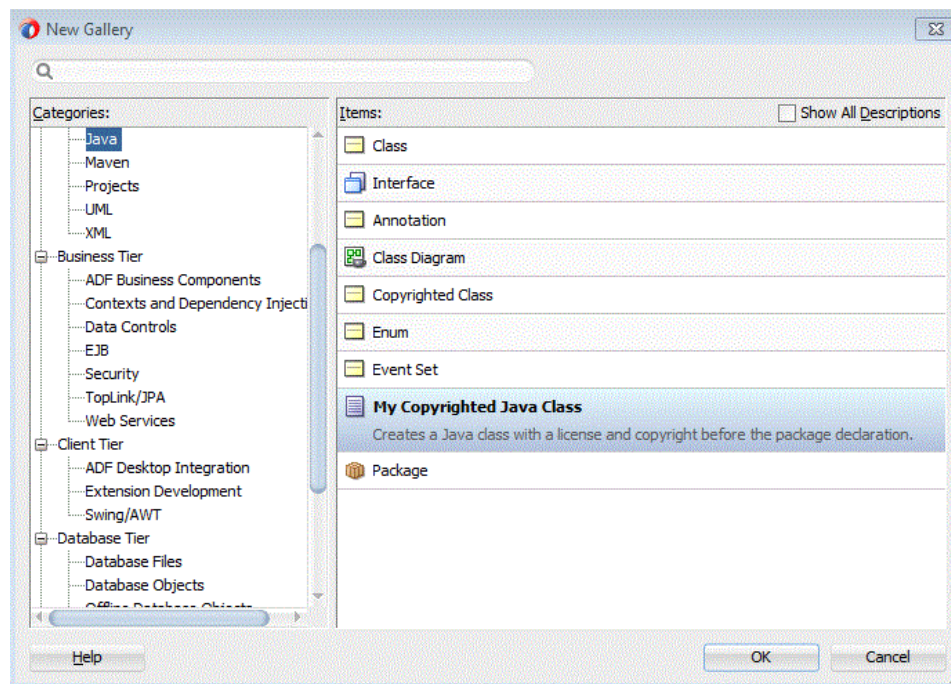 New Gallery
Categories:
Java
Maven
Projects
UML
XML
Business Tier
ADF Business Components
Contexts and Dependency Injecti
Data Controls
EJB
Security
TopLink/JPA
Web Services
Client Tier
ADF Desktop Integration
Extension Development
Swing/AWT
Database Tier
Database Files
Database Objects
Offline Database Objects
Items:
Show All Descriptions
Class
Interface
Annotation
Class Diagram
Copyrighted Class
Enum
Event Set
My Copyrighted Java Class
Creates a Java class with a license and copyright before the package declaration.
Package
Help
OK
Cancel